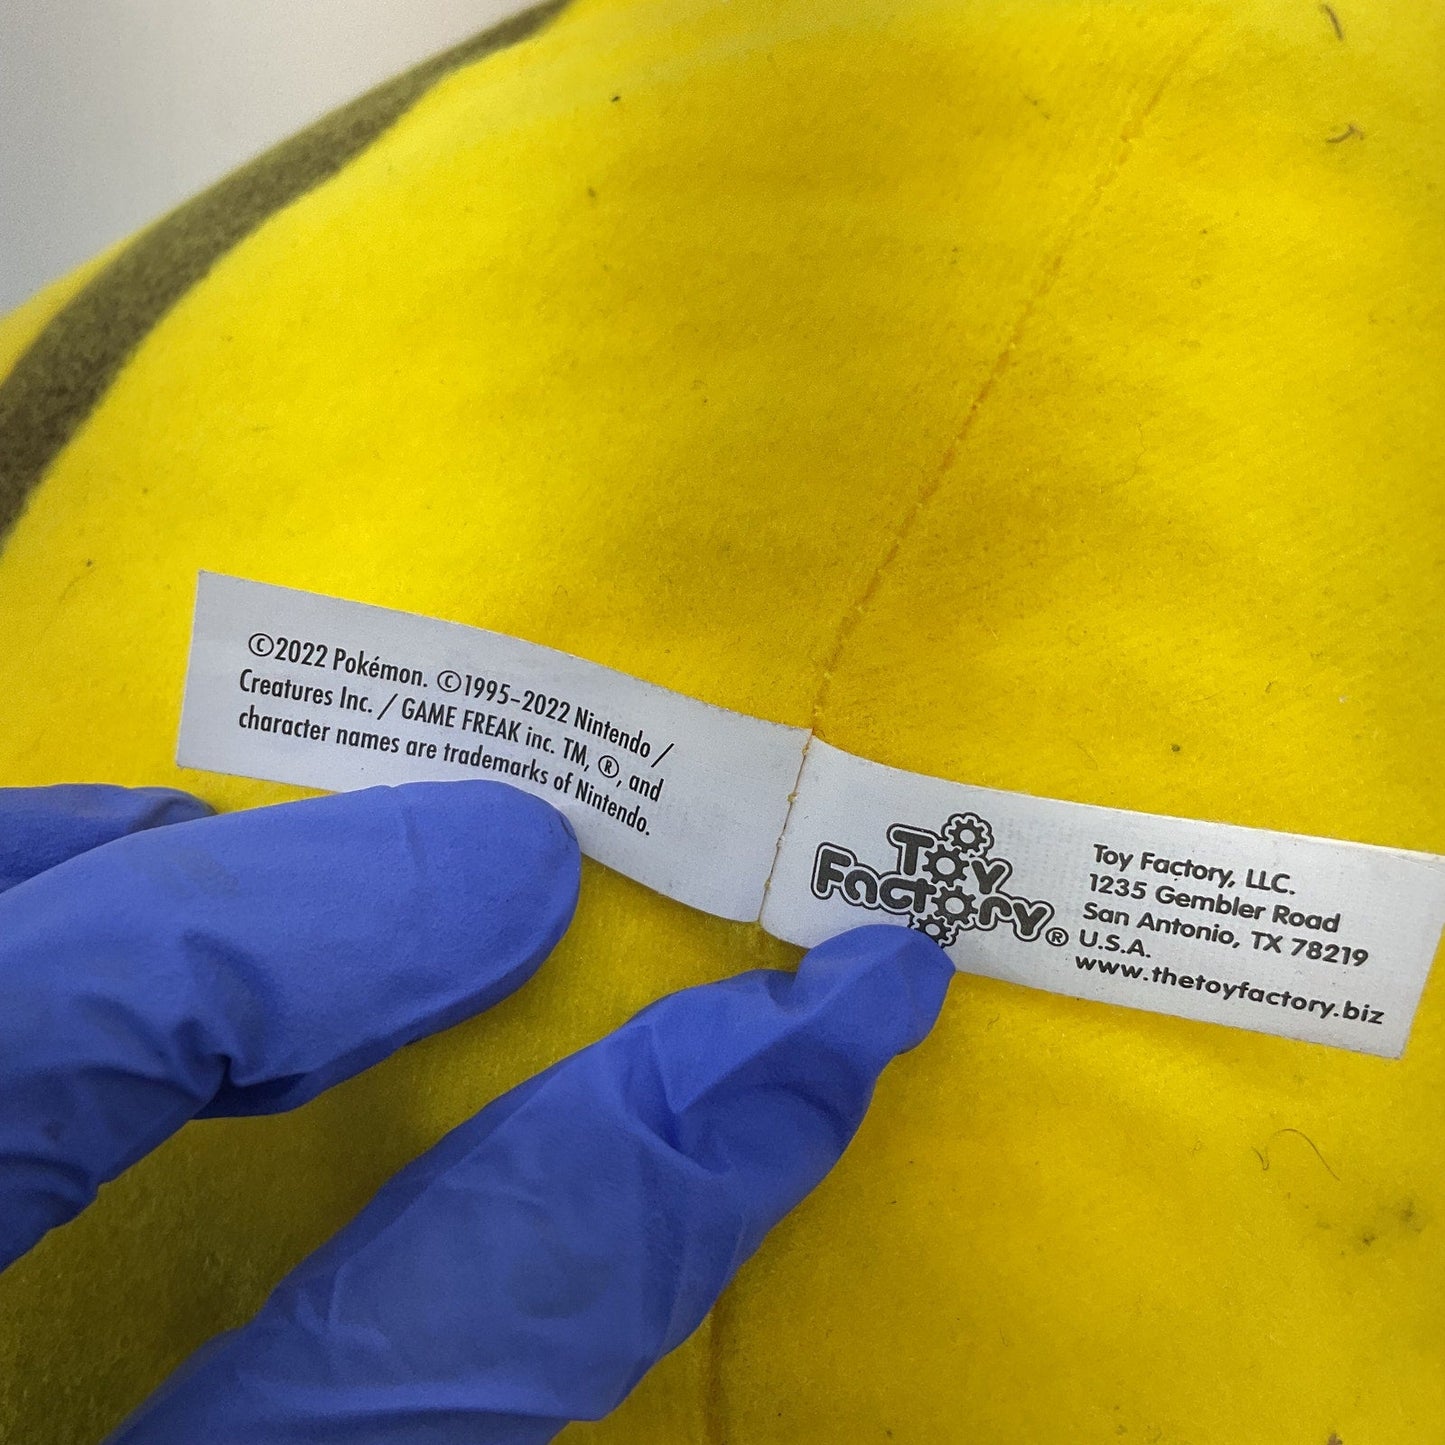 ©2022 Pokémon. ©1995-2022 Nintendo /
Creatures Inc. / GAME FREAK inc. TM, ®, and
character names are trademarks of Nintendo.
Toy
Factory®
Toy Factory, LLC.
1235 Gembler Road
San Antonio, TX 78219
U.S.A.
www.thetoyfactory.biz